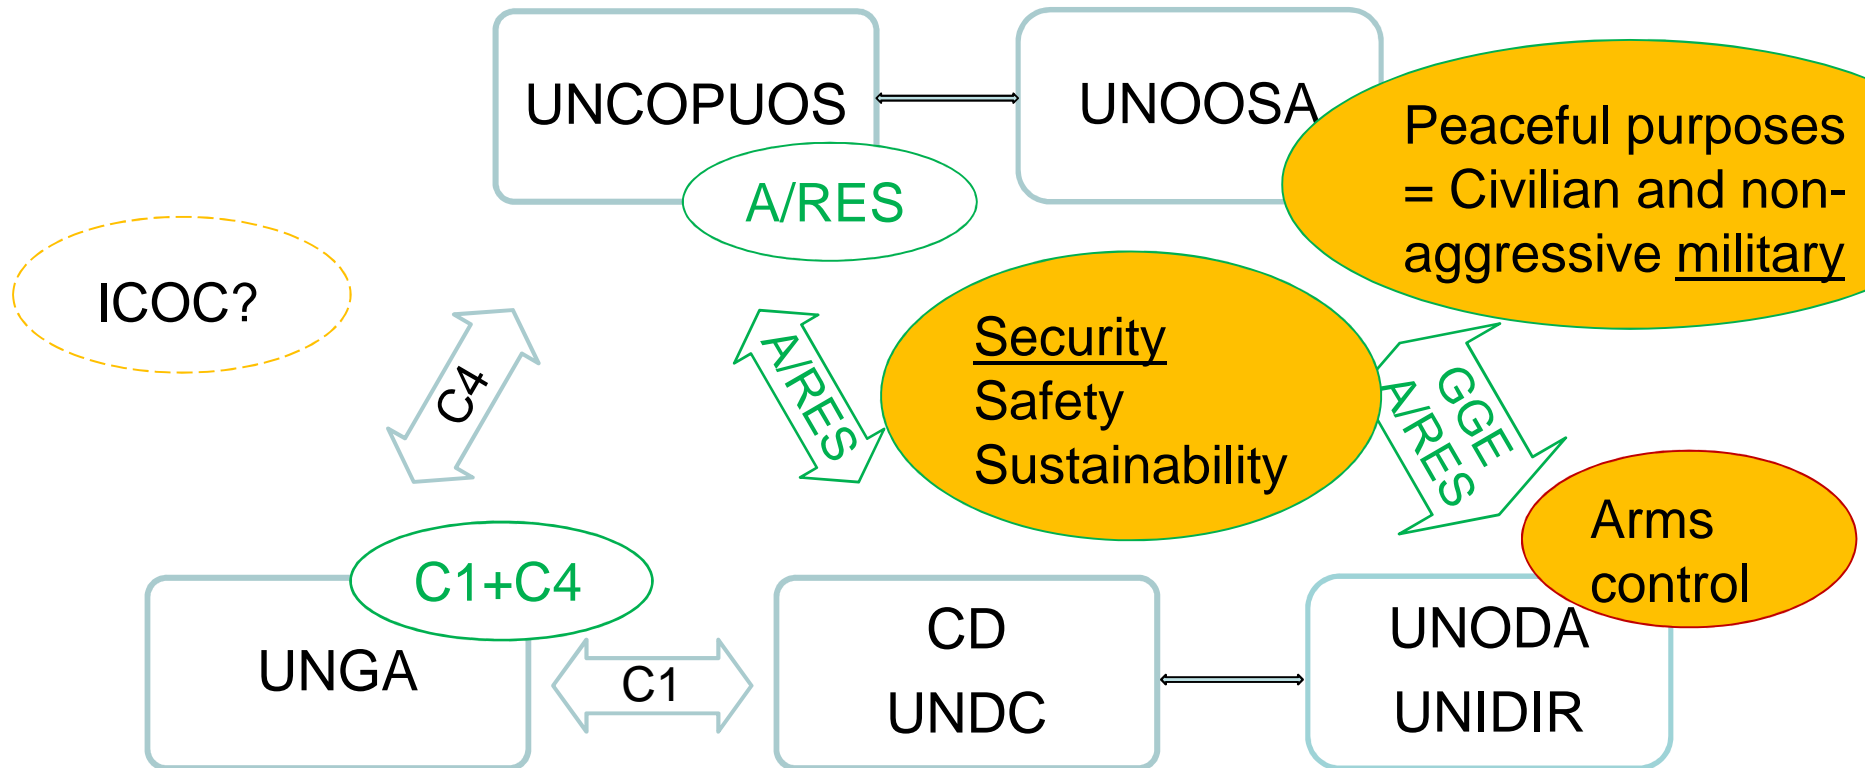 UNCOPUOS
UNOOSA
Peaceful purposes
= Civilian and non-
aggressive military
A/RES
ICOC?
C4
A/RES
Security
Safety
Sustainability
GGE
A/RES
Arms
control
C1+C4
UNGA
C1
CD
UNDC
UNODA
UNIDIR